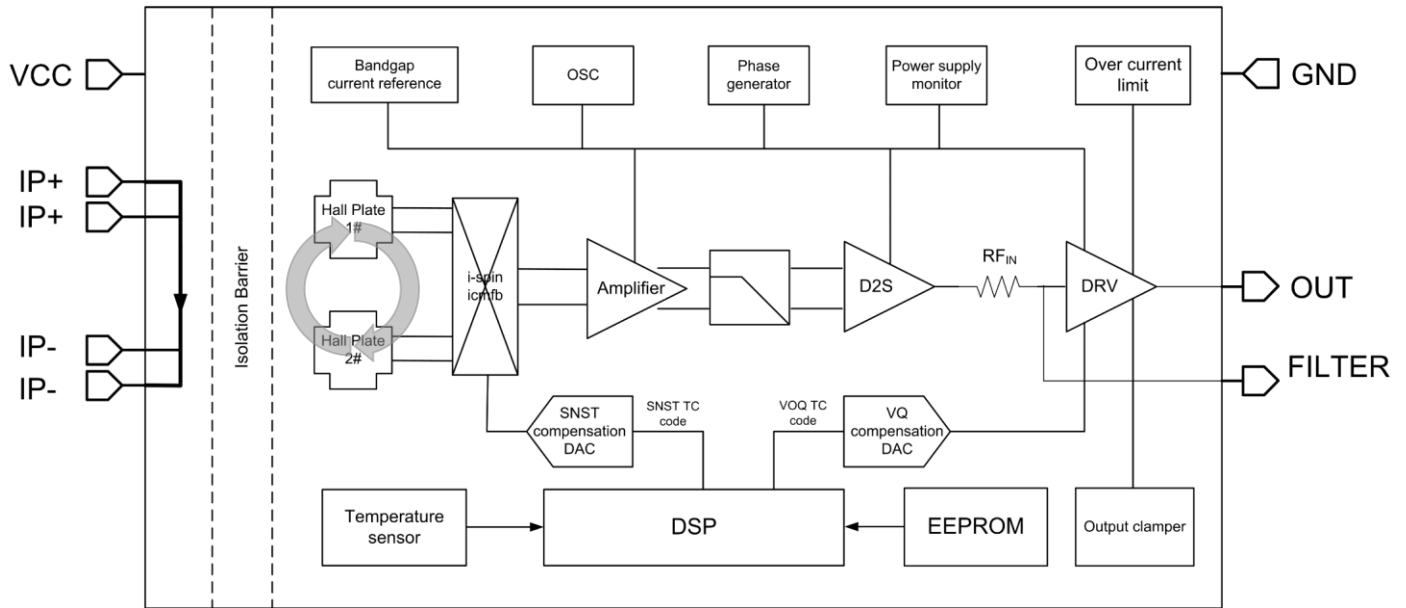 VCC
GND
Bandgap
current reference
OSC
Phase
generator
Power supply
monitor
Over current
limit
IP+
IP+
IP-
IP-
Isolation Barrier
Hall Plate
1#
Hall Plate
2#
i-spin
icmfb
Amplifier
D2S
RFIN
DRV
OUT
FILTER
SNST
compensation
DAC
SNST TC
code
VOQ TC
code
VQ
compensation
DAC
Temperature
sensor
DSP
EEPROM
Output clamper